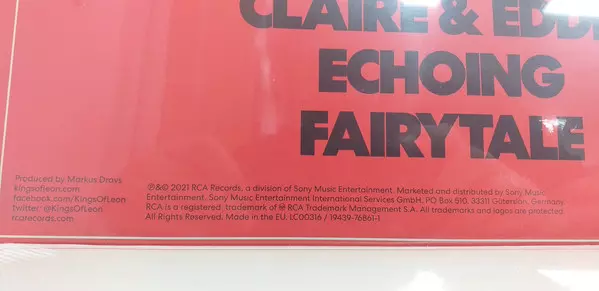 CLAIRE & EDDIE
ECHOING
FAIRYTALE
Produced by Markus Dravs
kingsofleon.com
facebook.com/KingsOfLeon
twitter: @KingsOfLeon
rcarecords.com
℗&© 2021 RCA Records, a division of Sony Music Entertainment. Marketed and distributed by Sony Music
Entertainment. Sony Music Entertainment International Services GmbH, PO Box 510, 33311 Gütersloh, Germany.
RCA is a registered trademark of ® RCA Trademark Management S.A. All trademarks and logos are protected.
All Rights Reserved. Made in the EU. LC00316 / 19439-76861-1